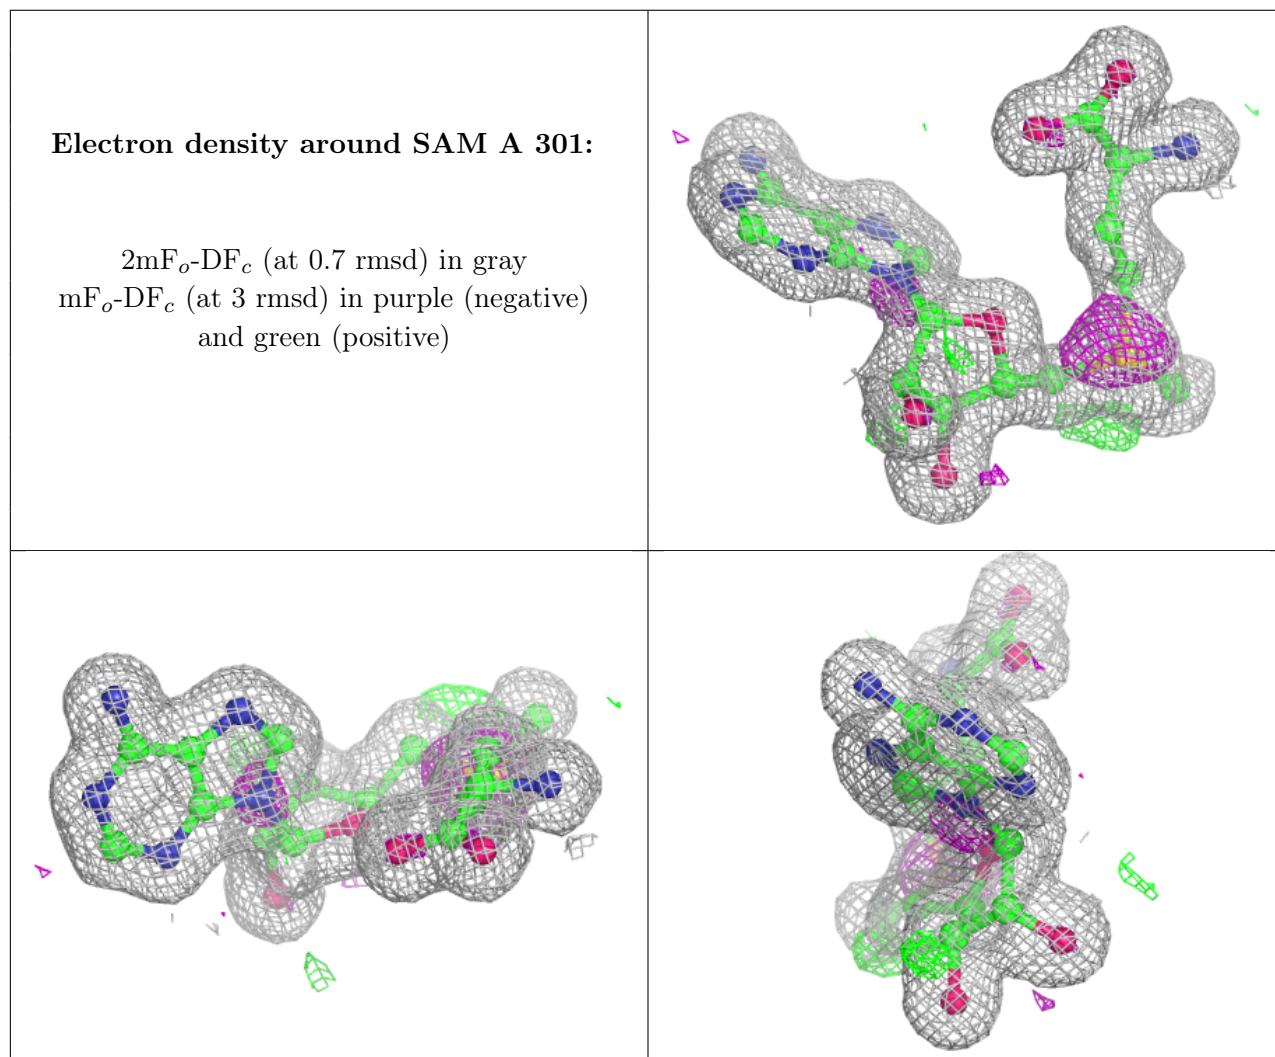 Electron density around SAM A 301:
2mFo-DFc (at 0.7 rmsd) in gray
mFo-DFc (at 3 rmsd) in purple (negative)
and green (positive)